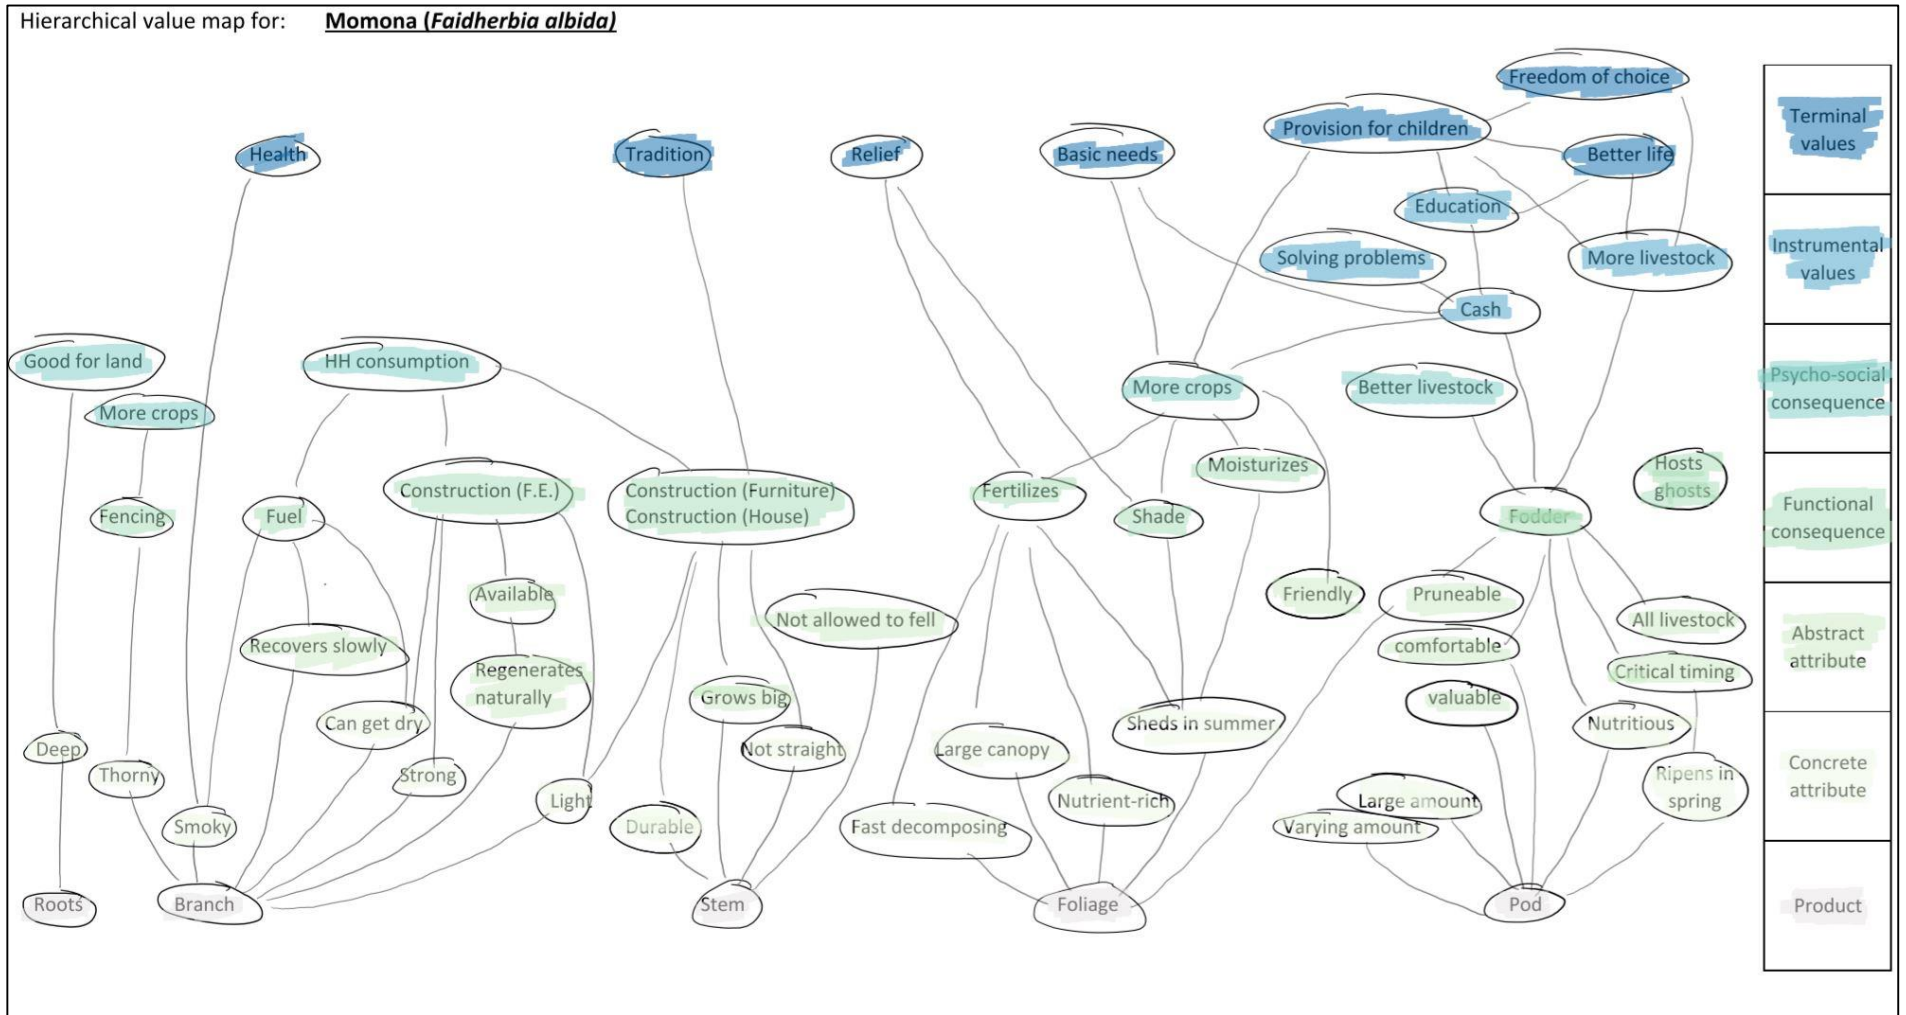 Hierarchical value map for: Momona (Faidherbia albida)
Freedom of choice
Provision for children
Health
Tradition
Relief
Basic needs
Better life
Terminal
values
Education
Solving problems
More livestock
Instrumental
values
Cash
Good for land
HH consumption
More crops
More crops
Better livestock
Psycho-social
consequence
Fencing
Fuel
Construction (F.E.)
Construction (Furniture)
Construction (House)
Fertilizes
Shade
Moisturizes
Fodder
Hosts
ghosts
Functional
consequence
Available
Not allowed to fell
Friendly
Pruneable
All livestock
Recovers slowly
Regenerates
naturally
comfortable
Critical timing
Abstract
attribute
Can get dry
Grows big
valuable
Deep
Thorny
Smoky
Strong
Light
Durable
Not straight
Large canopy
Sheds in summer
Nutrient-rich
Fast decomposing
Nutritious
Large amount
Varying amount
Ripens in
spring
Concrete
attribute
Roots
Branch
Stem
Foliage
Pod
Product